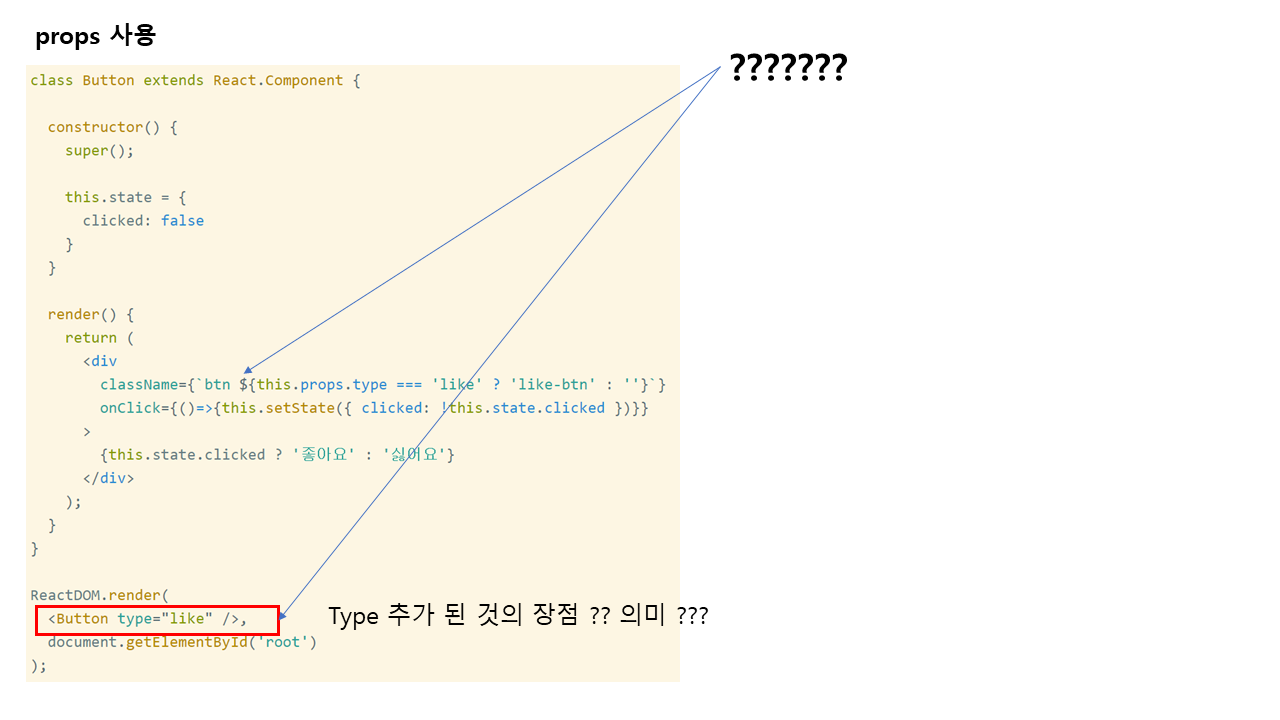 props 사용
???????
class Button extends React.Component {
constructor() {
super();
this.state = {
clicked: false
}
}
render() {
return (
<div
className={`btn ${this.props.type === 'like' ? 'like-btn' : ''}`}
onClick={()=>{this.setState({ clicked: !this.state.clicked })}}
>
{this.state.clicked ? '좋아요' : '싫어요'}
</div>
);
}
}
ReactDOM.render(
<Button type="like" />,
Type 추가 된 것의 장점 ?? 의미 ???
document.getElementById('root')
);